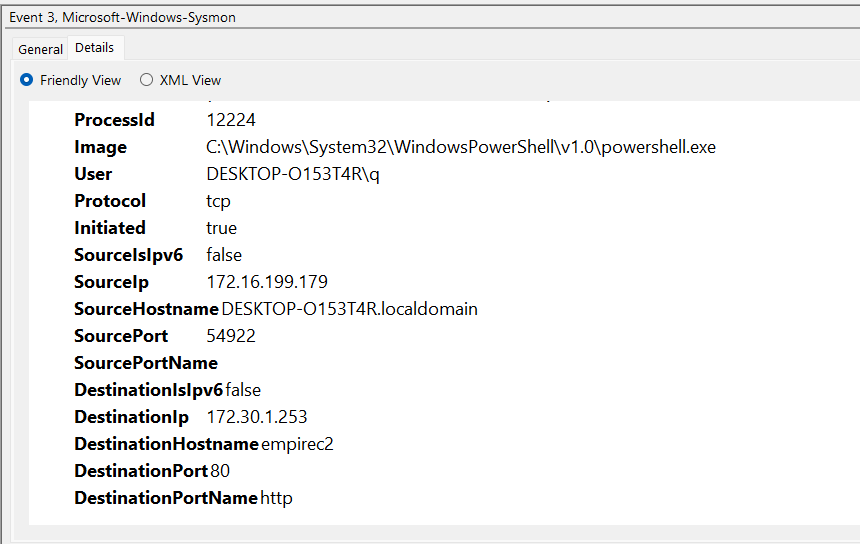 Event 3, Microsoft-Windows-Sysmon
General Details
Friendly View XML View
ProcessId 12224
Image C:\Windows\System32\WindowsPowerShell\v1.0\powershell.exe
User DESKTOP-O153T4R\q
Protocol tcp
Initiated true
SourceIsIpv6 false
SourceIp 172.16.199.179
SourceHostname DESKTOP-O153T4R.localdomain
SourcePort 54922
SourcePortName
DestinationIsIpv6 false
DestinationIp 172.30.1.253
DestinationHostname empirec2
DestinationPort 80
DestinationPortName http